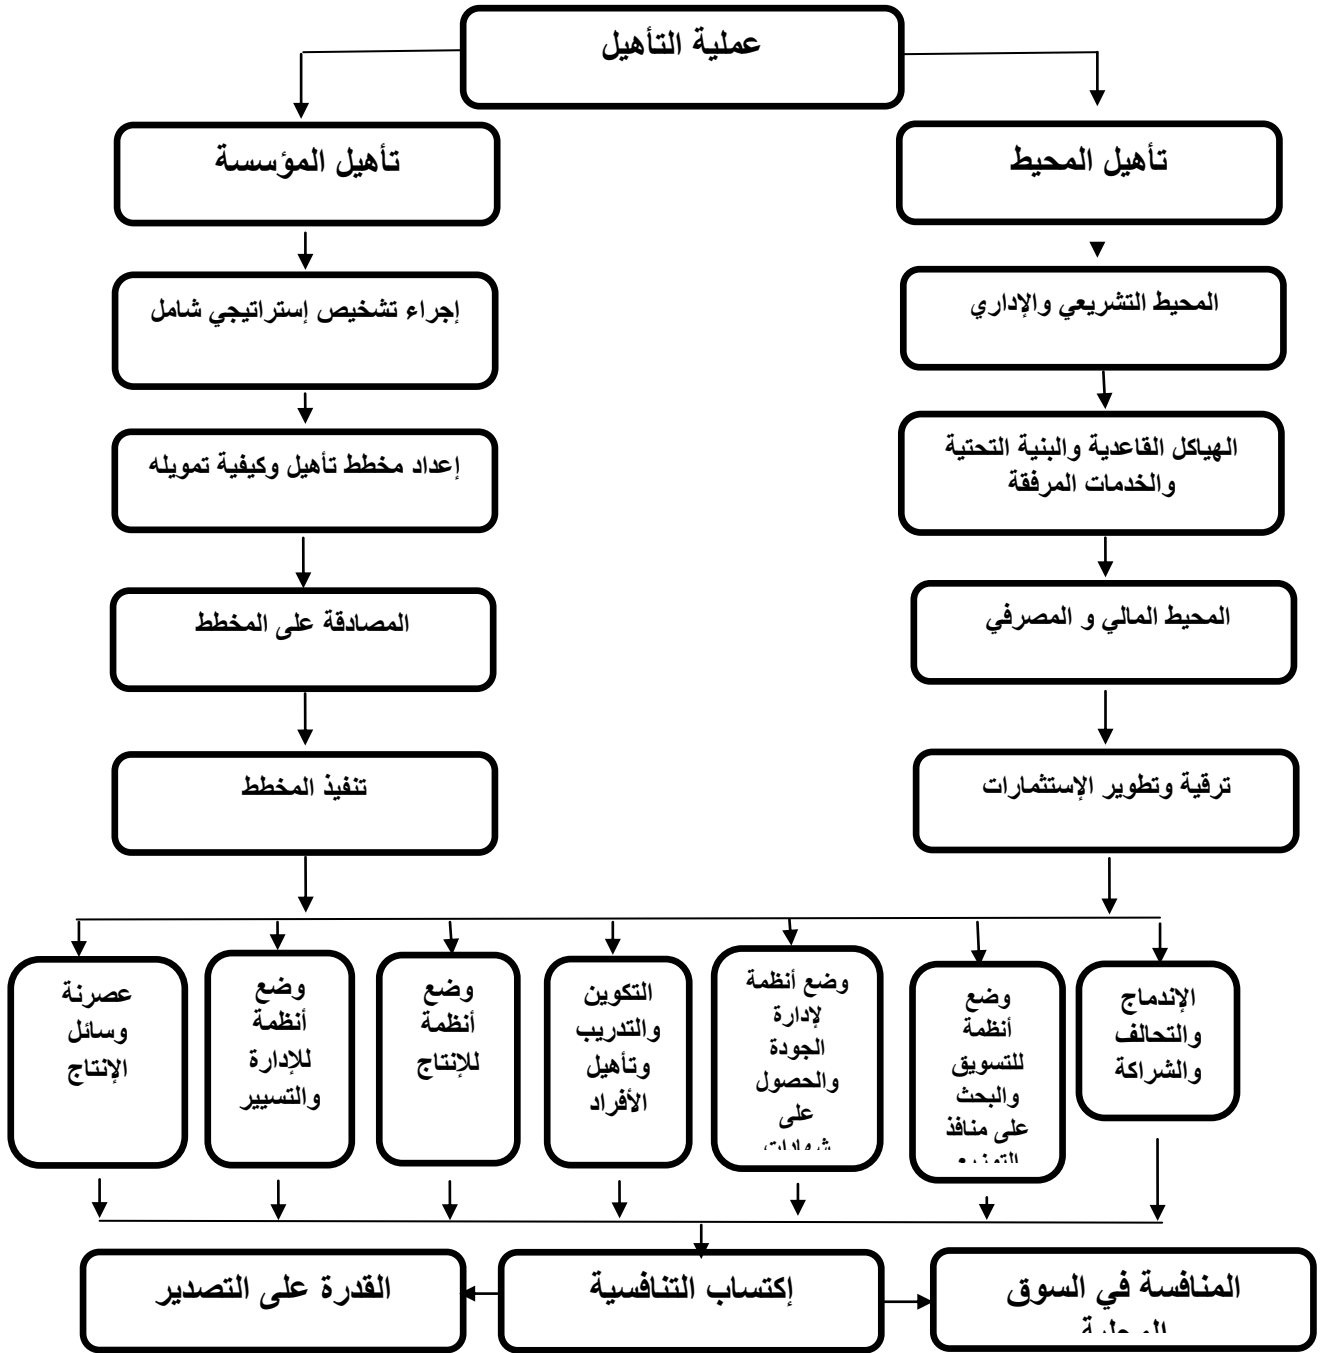 عملية التأهيل
تأهيل المحيط
تأهيل المؤسسة
المحيط التشريعي والإداري
إجراء تشخيص إستراتيجي شامل
الهياكل القاعدية والبنية التحتية
والخدمات المرفقة
إعداد مخطط تأهيل وكيفية تمويله
المحيط المالي و المصرفي
المصادقة على المخطط
ترقية وتطوير الإستثمارات
تنفيذ المخطط
الإندماج
والتحالف
والشراكة
وضع
أنظمة
للتسويق
والبحث
على منافذ
وضع أنظمة
لإدارة
الجودة
والحصول
على
التكوين
والتدريب
وتأهيل
الأفراد
وضع
أنظمة
للإنتاج
وضع
أنظمة
للإدارة
والتسيير
عصرنة
وسائل
الإنتاج
المنافسة في السوق
إكتساب التنافسية
القدرة على التصدير